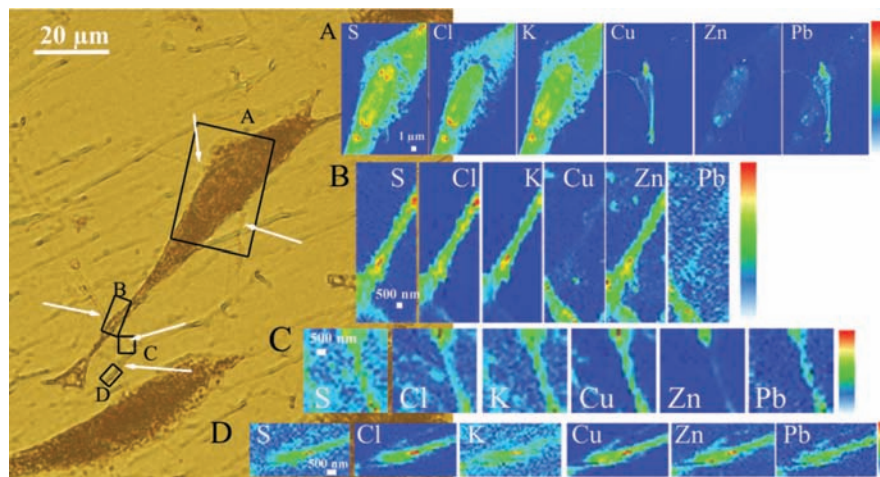 20 µm
A
B
C
D
A
S Cl K Cu Zn Pb
1 µm
B
S Cl K Cu Zn Pb
500 nm
C
500 nm
S Cl K Cu Zn Pb
D
S Cl K Cu Zn Pb
500 nm